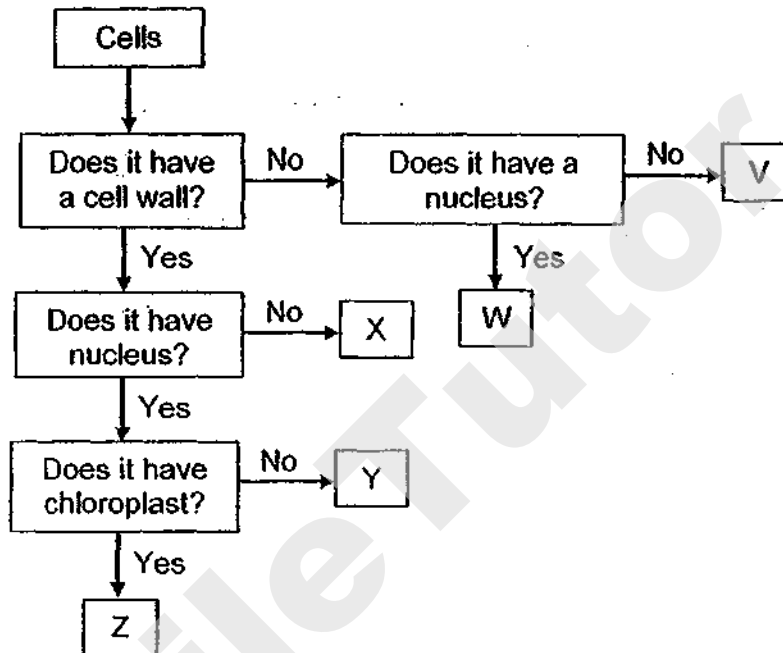 Cells
Does it have
a cell wall?
No
Does it have a
nucleus?
No
V
Yes
Yes
Does it have
nucleus?
No
X
W
Yes
Does it have
chloroplast?
No
Y
Yes
Z
ileTutor